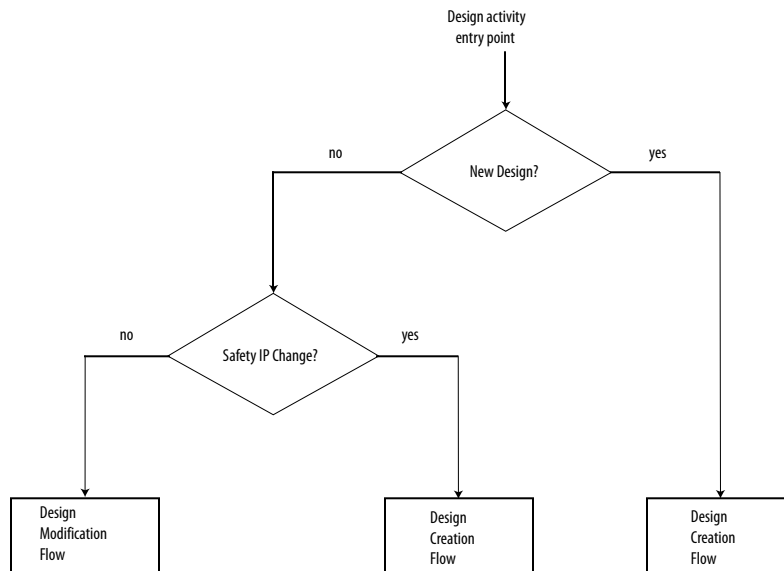 Design activity
entry point
New Design?
no
yes
Safety IP Change?
no
yes
Design
Modification
Flow
Design
Creation
Flow
Design
Creation
Flow